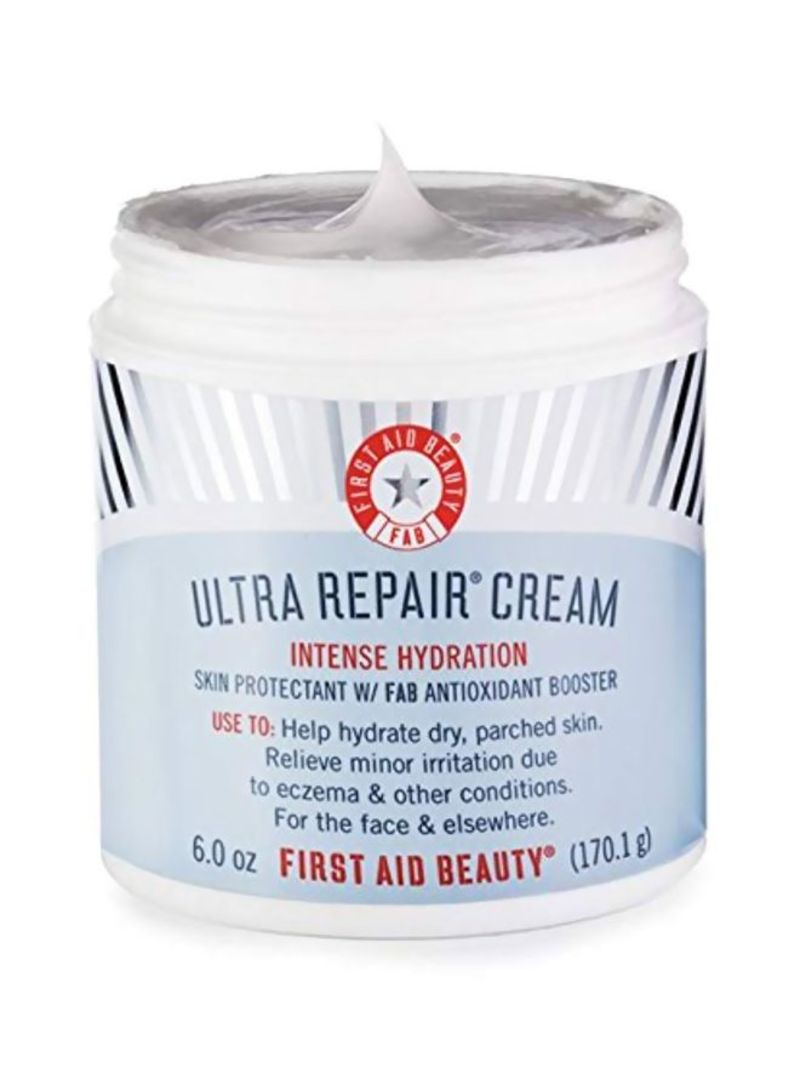 FIRST AID BEAUTY®
FAB
ULTRA REPAIR® CREAM
INTENSE HYDRATION
SKIN PROTECTANT W/ FAB ANTIOXIDANT BOOSTER
USE TO: Help hydrate dry, parched skin.
Relieve minor irritation due
to eczema & other conditions.
For the face & elsewhere.
6.0 oz FIRST AID BEAUTY® (170.1 g)